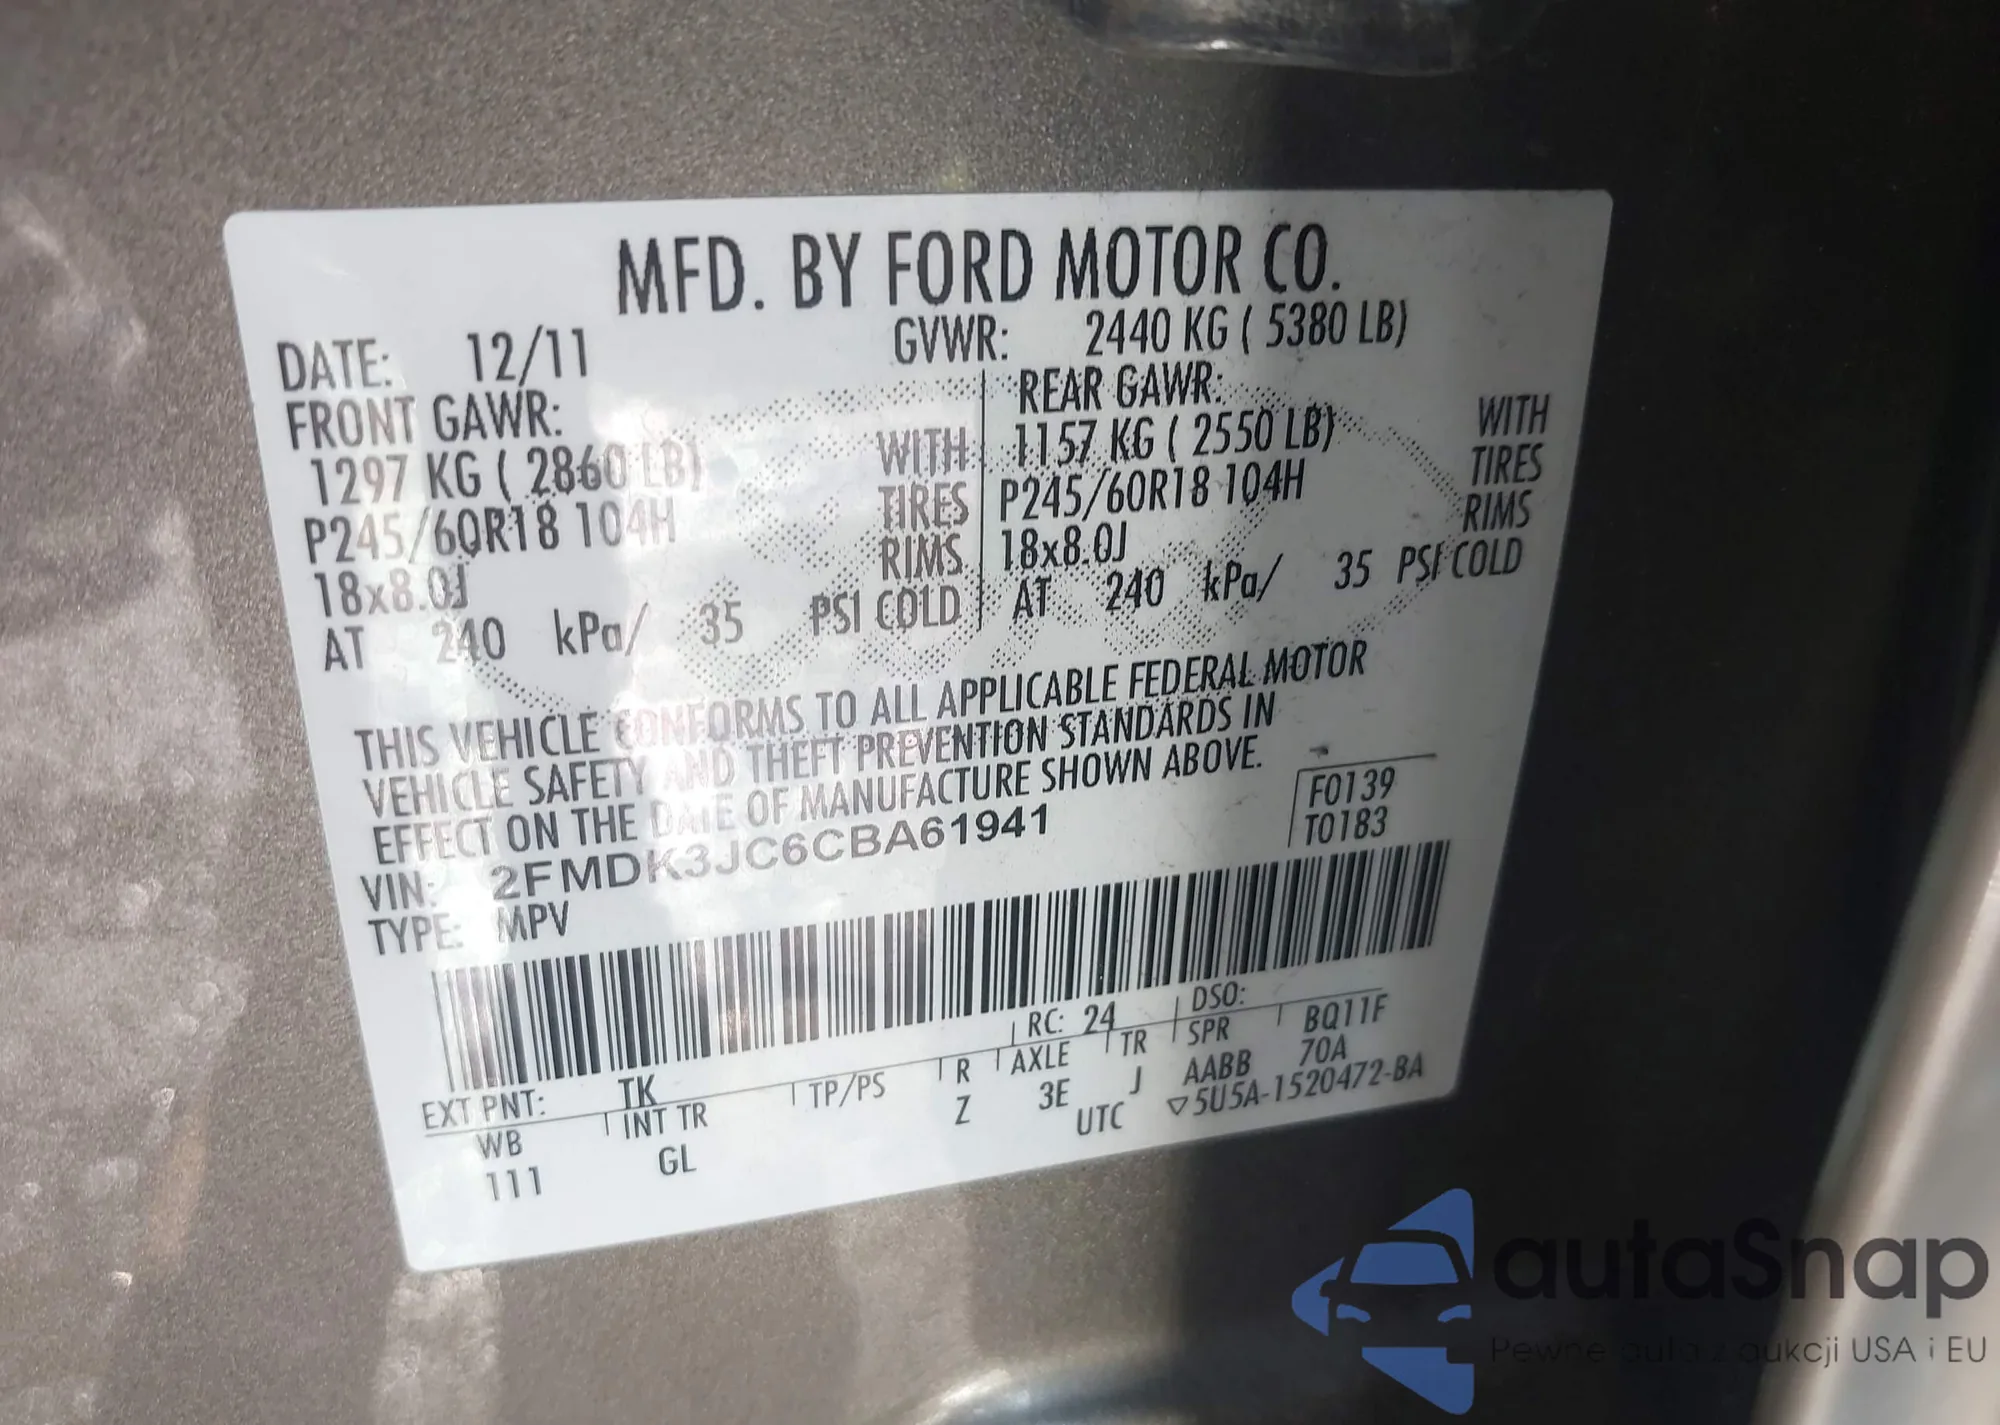 MFD. BY FORD MOTOR CO.
DATE: 12/11 GVWR: 2440 KG ( 5380 LB)
FRONT GAWR: REAR GAWR:
1297 KG ( 2860 LB) WITH 1157 KG ( 2550 LB) WITH
P245/60R18 104H TIRES P245/60R18 104H TIRES
18x8.0J RIMS 18x8.0J RIMS
AT 240 kPa/ 35 PSI COLD AT 240 kPa/ 35 PSI COLD
THIS VEHICLE CONFORMS TO ALL APPLICABLE FEDERAL MOTOR
VEHICLE SAFETY AND THEFT PREVENTION STANDARDS IN
EFFECT ON THE DATE OF MANUFACTURE SHOWN ABOVE.
VIN: 2FMDK3JC6CBA61941 F0139
TYPE: MPV T0183
EXT PNT: TK RC: 24 DSO:
WB INT TR TP/PS R AXLE TR SPR BQ11F
111 GL Z 3E J AABB 70A
UTC ▽5U5A-1520472-BA
autaSnap
Pewne auta z aukcji USA i EU